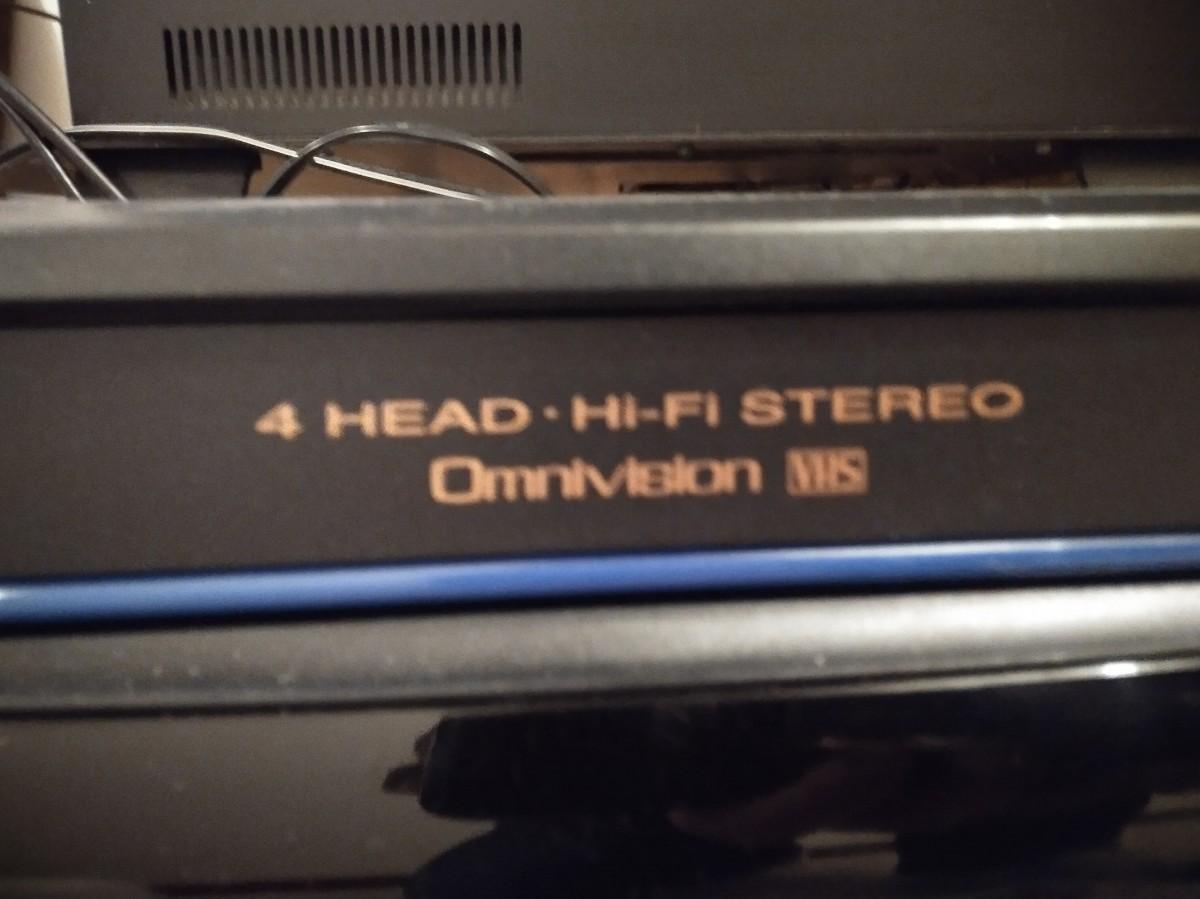 4 HEAD · Hi-Fi STEREO
Omnivision VHS